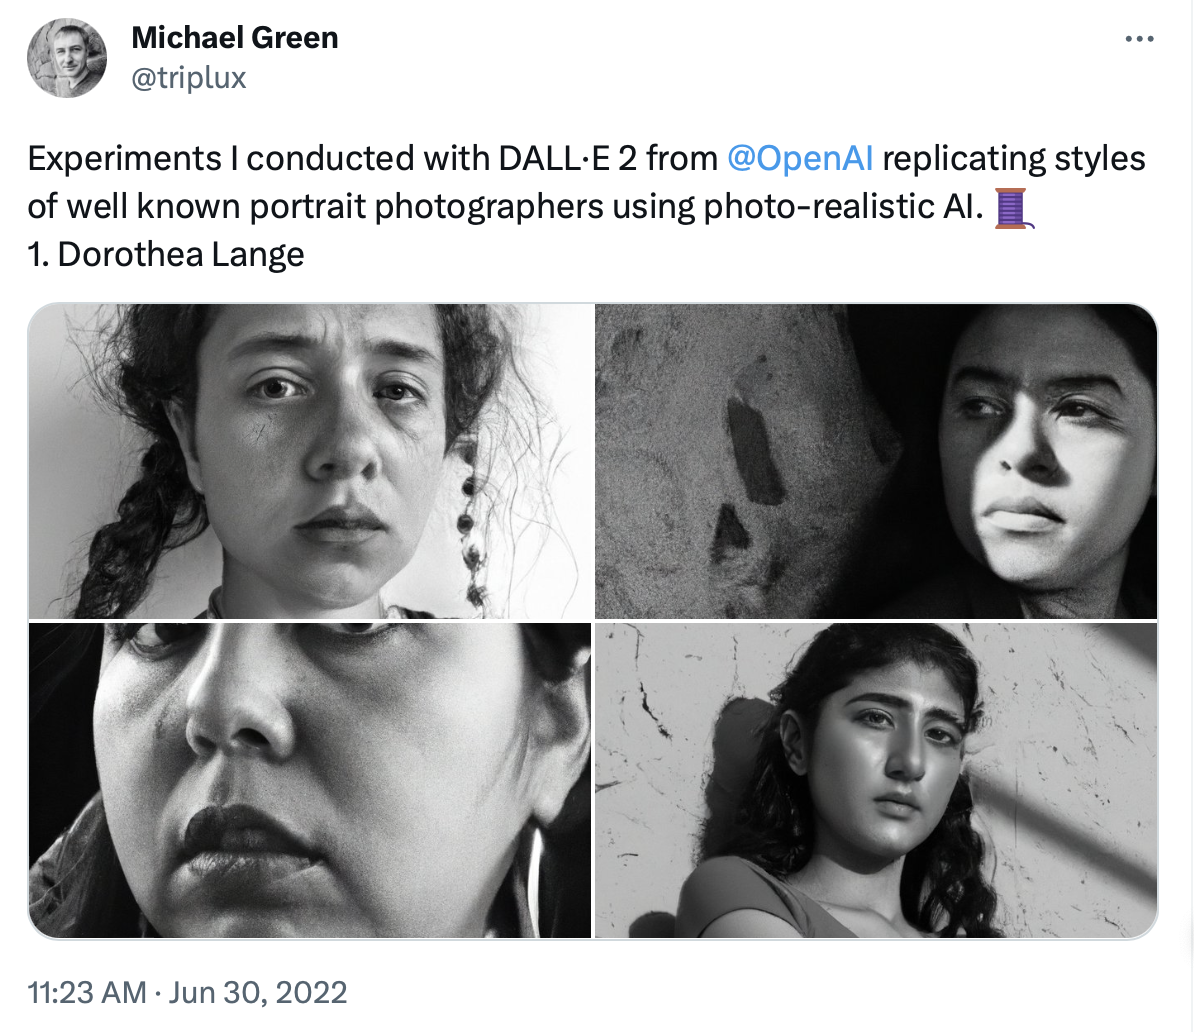 Michael Green
@triplux
Experiments I conducted with DALL·E 2 from @OpenAI replicating styles
of well known portrait photographers using photo-realistic AI. 🧵
1. Dorothea Lange
11:23 AM · Jun 30, 2022